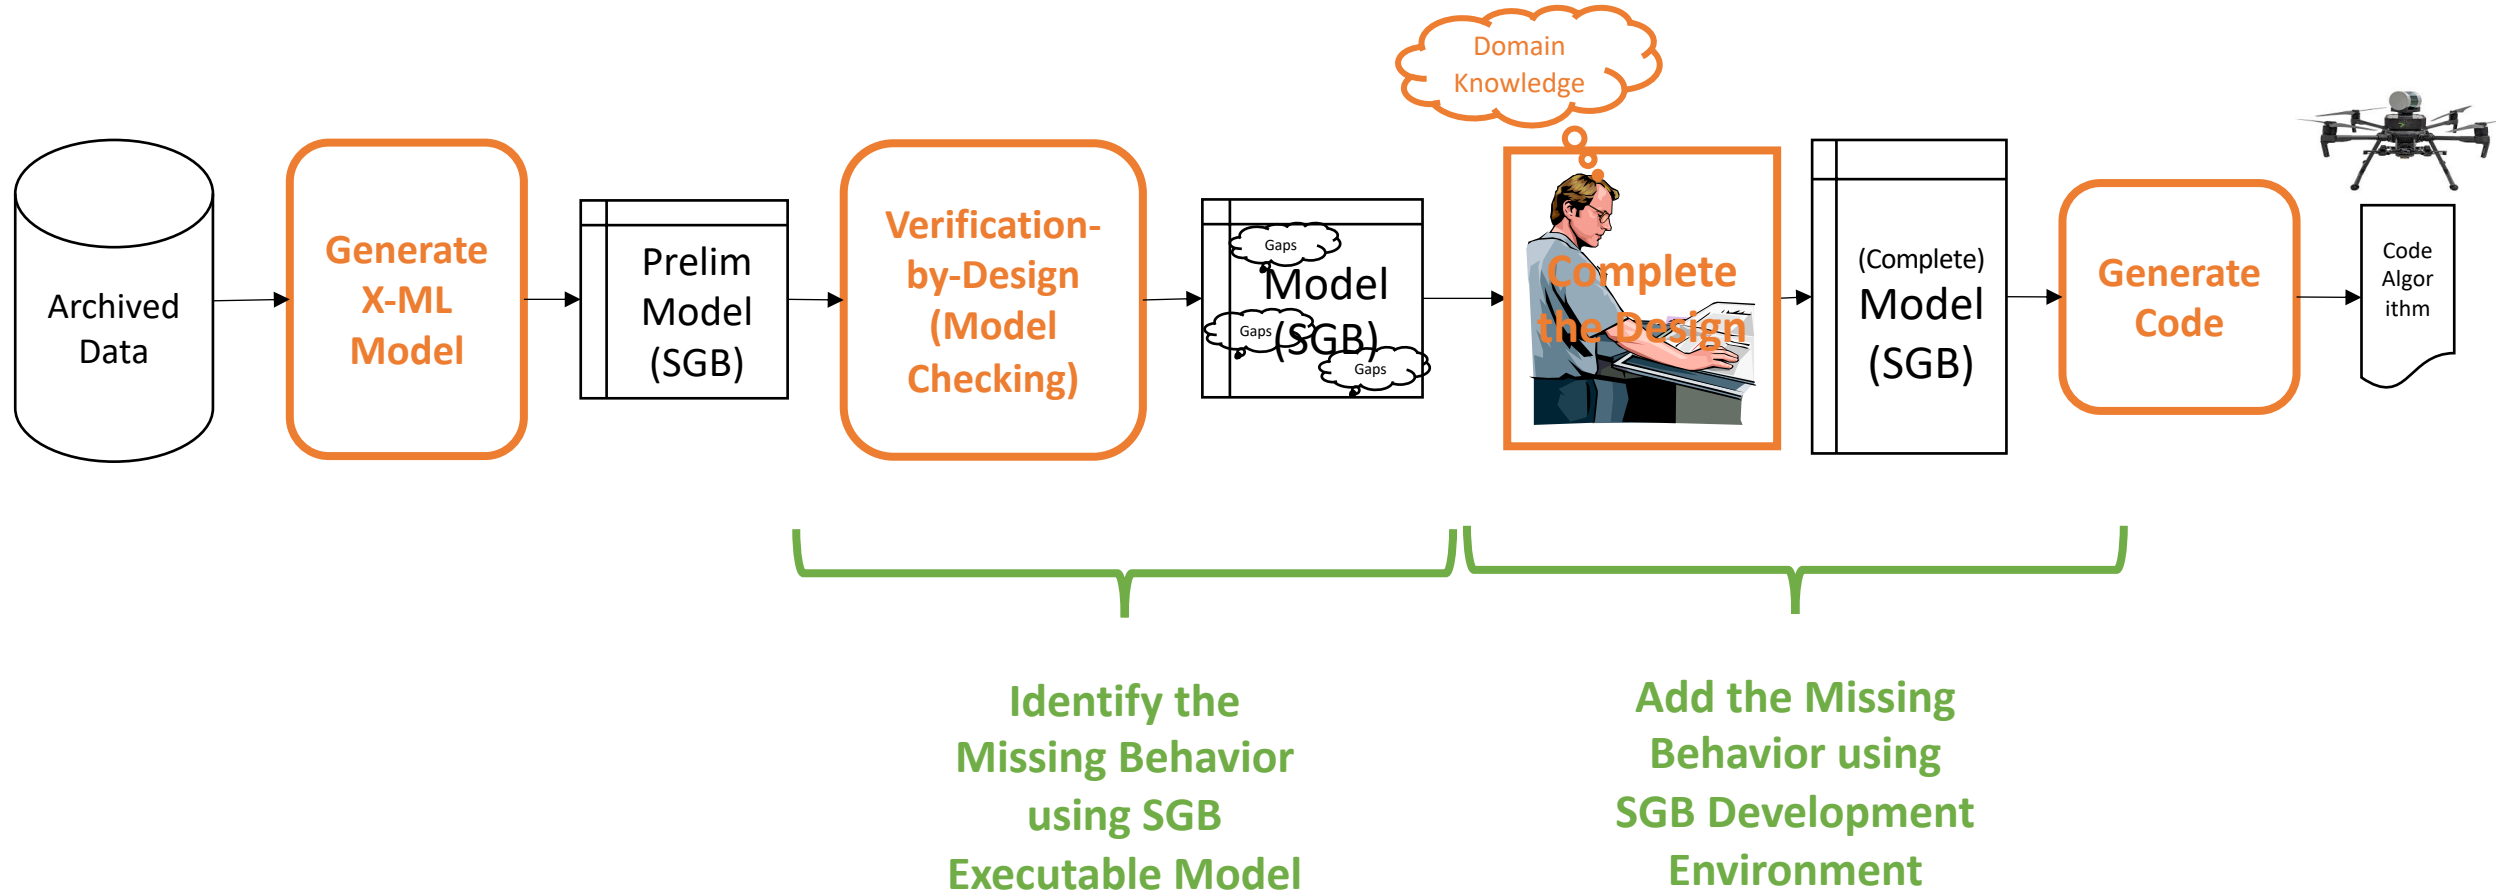 Domain
Knowledge
Archived
Data
Generate
X-ML
Model
Prelim
Model
(SGB)
Verification-
by-Design
(Model
Checking)
Gaps
Model
Gaps
(SGB)
Gaps
Complete
the Design
(Complete)
Model
(SGB)
Generate
Code
Code
Algor
ithm
Identify the
Missing Behavior
using SGB
Executable Model
Add the Missing
Behavior using
SGB Development
Environment